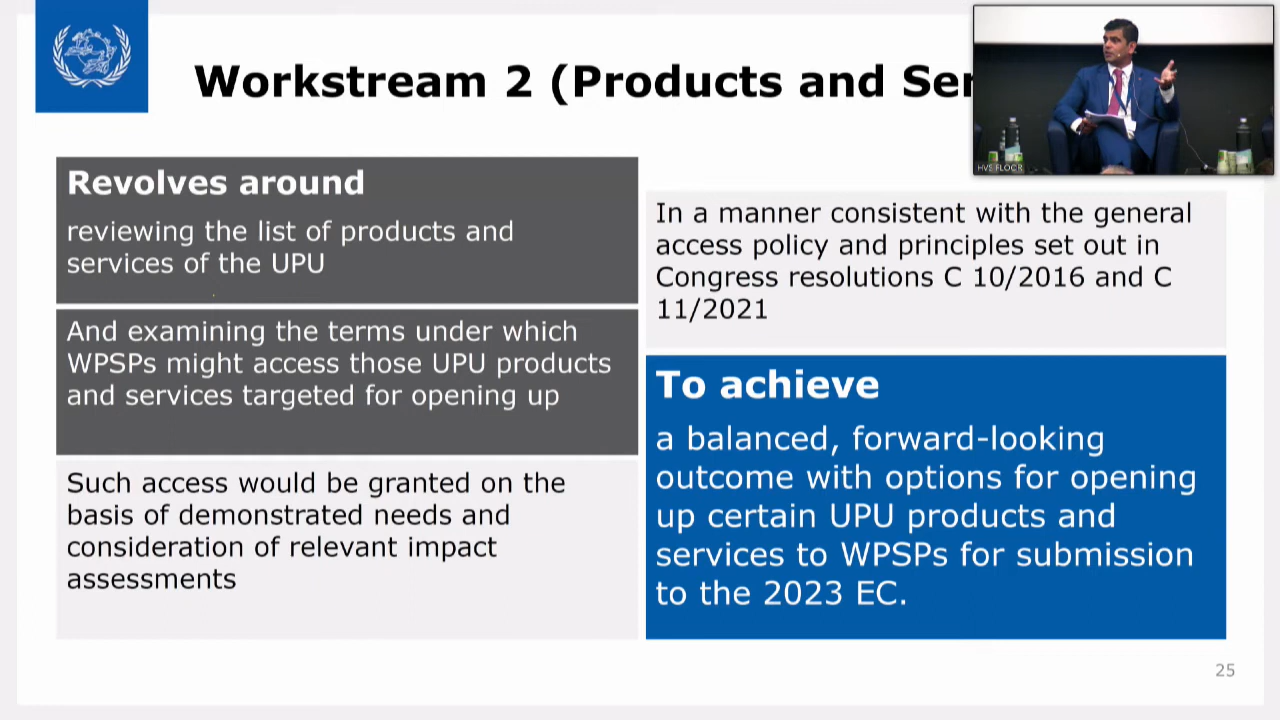 Workstream 2 (Products and Ser
HVS FLOOR
Revolves around
reviewing the list of products and
services of the UPU
And examining the terms under which
WPSPs might access those UPU products
and services targeted for opening up
Such access would be granted on the
basis of demonstrated needs and
consideration of relevant impact
assessments
In a manner consistent with the general
access policy and principles set out in
Congress resolutions C 10/2016 and C
11/2021
To achieve
a balanced, forward-looking
outcome with options for opening
up certain UPU products and
services to WPSPs for submission
to the 2023 EC.
25